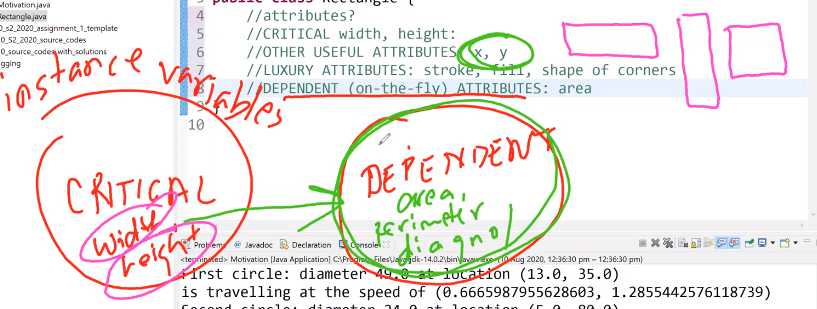 Motivation.java
Rectangle.java
0_s2_2020_assignment_1_template
0_S2_2020_source_codes
0_source_codes_with_solutions
gging
public class Rectangle {
4 //attributes?
5 //CRITICAL width, height:
6 //OTHER USEFUL ATTRIBUTES x, y
7 //LUXURY ATTRIBUTES: stroke, fill, shape of corners
8 //DEPENDENT (on-the-fly) ATTRIBUTES: area
9 }
10
instance variables
CRITICAL
width
height
DEPENDENT
area,
perimeter
diagnol
Problems @ Javadoc Declaration Console
<terminated> Motivation [Java Application] C:\Program Files\Java\jdk-14.0.2\bin\javaw.exe (10 Aug 2020, 12:36:30 pm – 12:36:30 pm)
First circle: diameter 49.0 at location (13.0, 35.0)
is travelling at the speed of (0.6665987955628603, 1.2855442576118739)
Second circle: diameter 24.0 at location (5.0, 80.0)